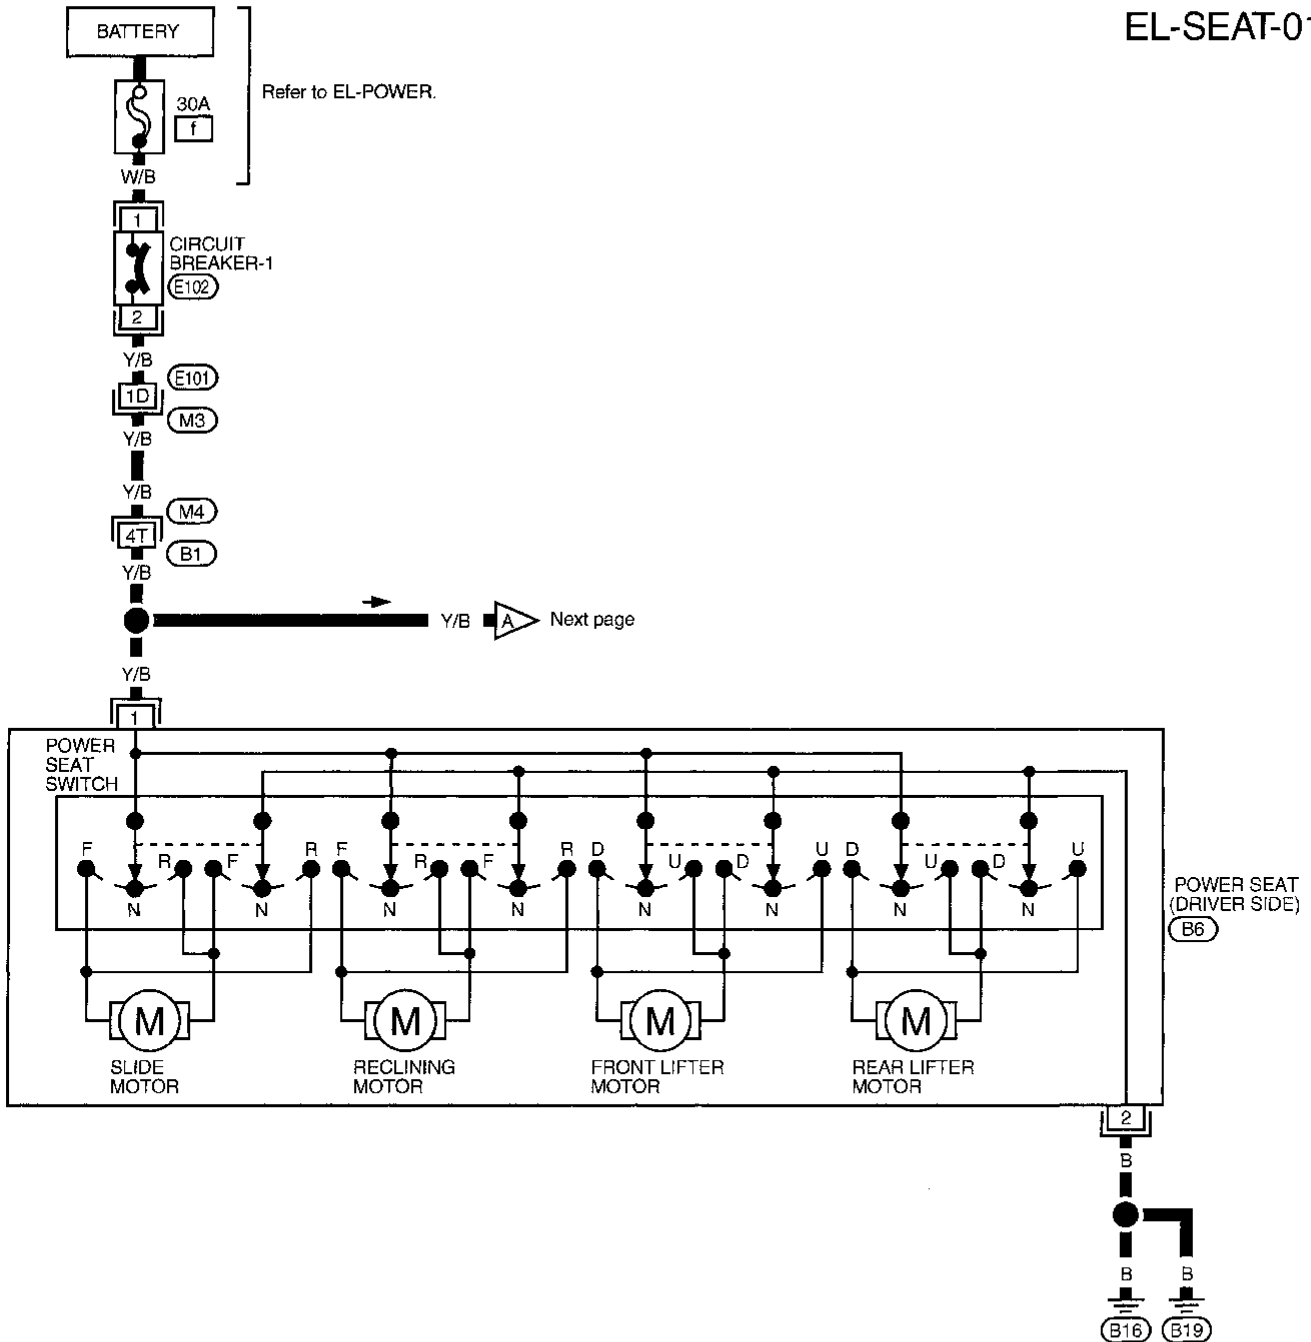 EL-SEAT-01
BATTERY
30A
f
Refer to EL-POWER.
W/B
1
CIRCUIT
BREAKER-1
E102
2
Y/B
E101
1D
M3
Y/B
Y/B
M4
4T
B1
Y/B
Y/B
A
Next page
Y/B
1
POWER
SEAT
SWITCH
F R F R F R F R D U D U D U D U
N N N N N N N N
POWER SEAT
(DRIVER SIDE)
B6
M M M M
SLIDE
MOTOR
RECLINING
MOTOR
FRONT LIFTER
MOTOR
REAR LIFTER
MOTOR
2
B
B B
B16 B19